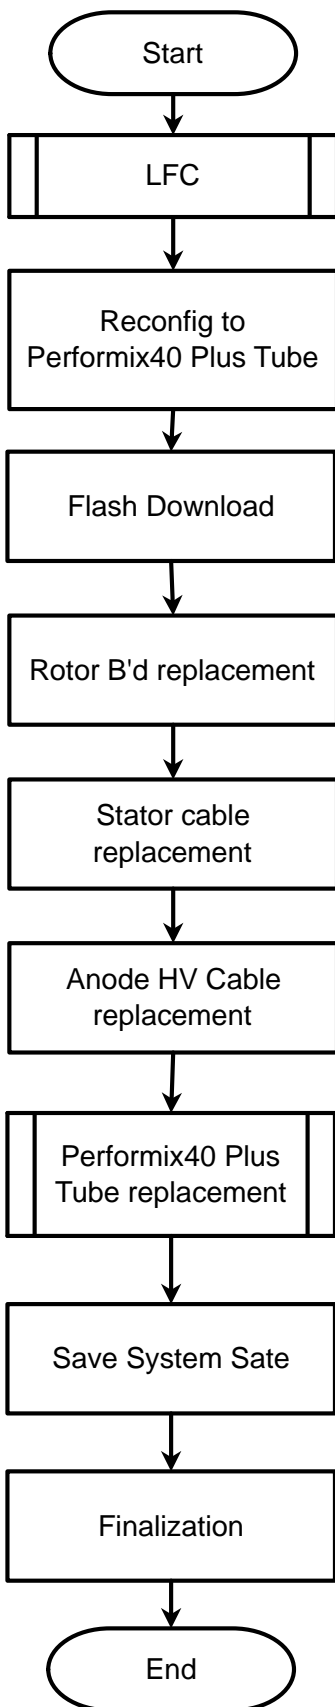 Start
LFC
Reconfig to
Performix40 Plus Tube
Flash Download
Rotor B'd replacement
Stator cable
replacement
Anode HV Cable
replacement
Performix40 Plus
Tube replacement
Save System Sate
Finalization
End